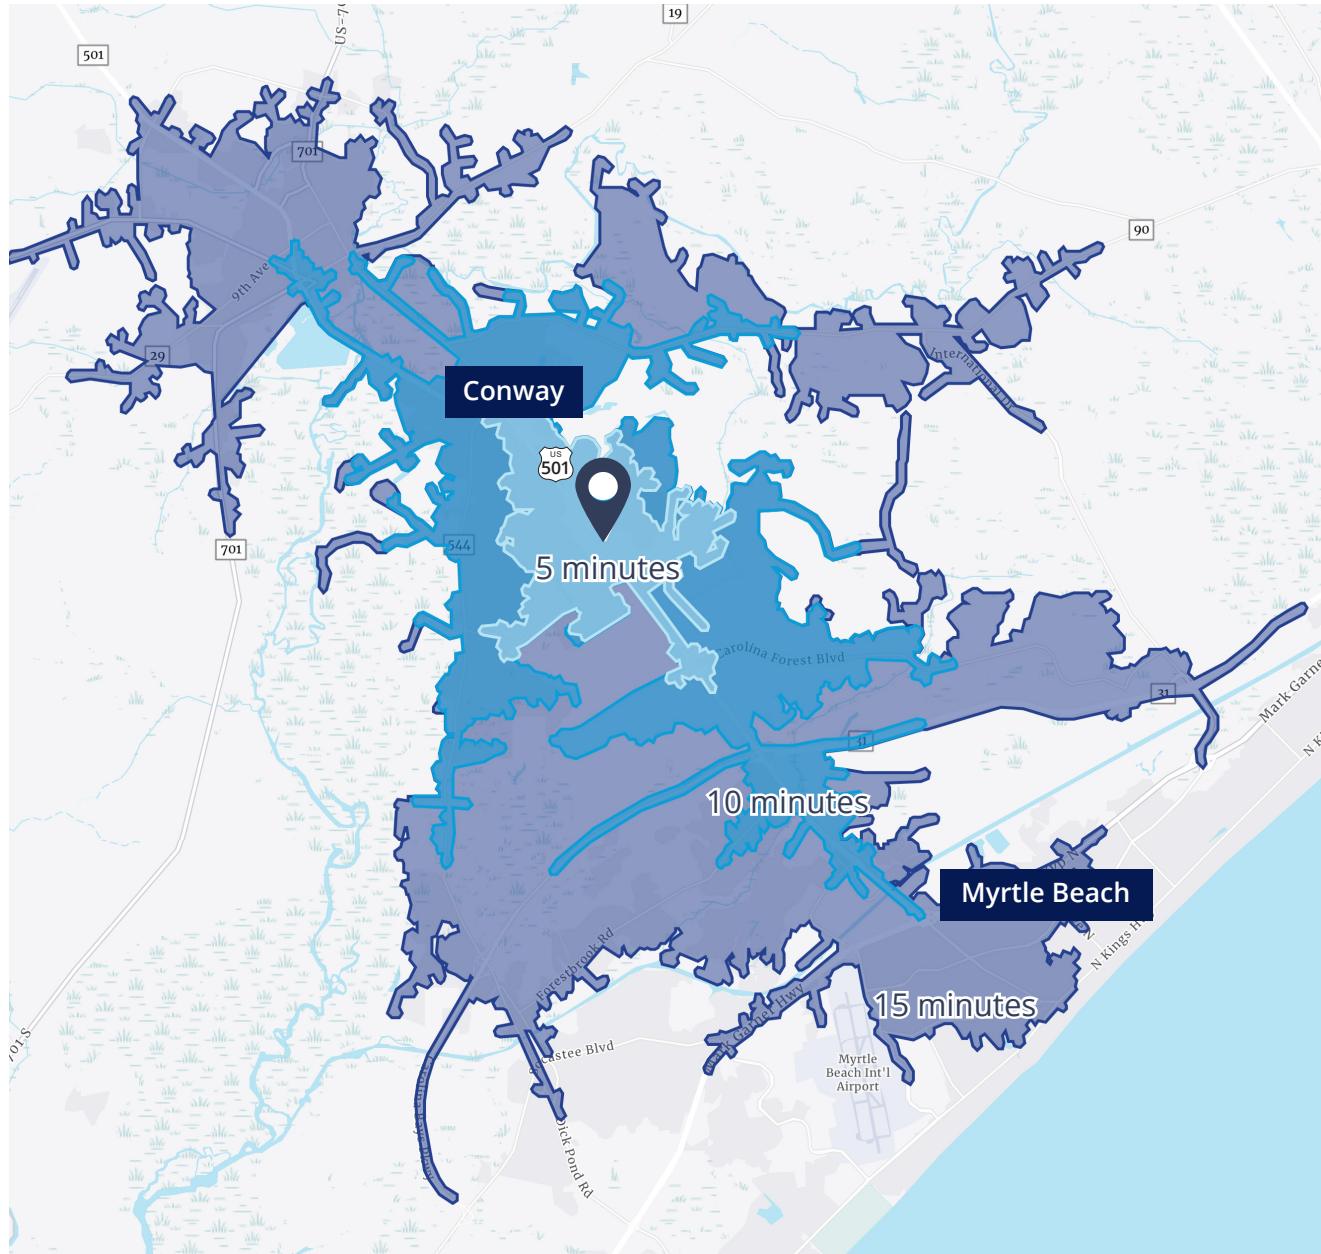 19
US-70
501
701
90
9th Ave
29
International Dr
Conway
US
501
701
544
5 minutes
Carolina Forest Blvd
31
Mark Garne
31
N K
10 minutes
Myrtle Beach
N Kings H
Forestbrook Rd
15 minutes
Mark Garner Hwy
701 S
castee Blvd
Myrtle
Beach Int'l
Airport
Dick Pond Rd